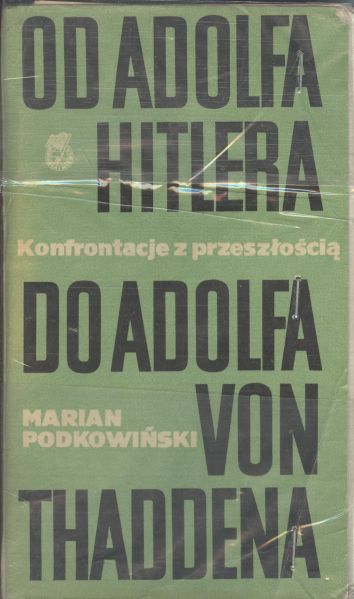 OD ADOLFA
HITLERA
Konfrontacje z przeszłością
DO ADOLFA
MARIAN
PODKOWIŃSKI
VON
THADDENA